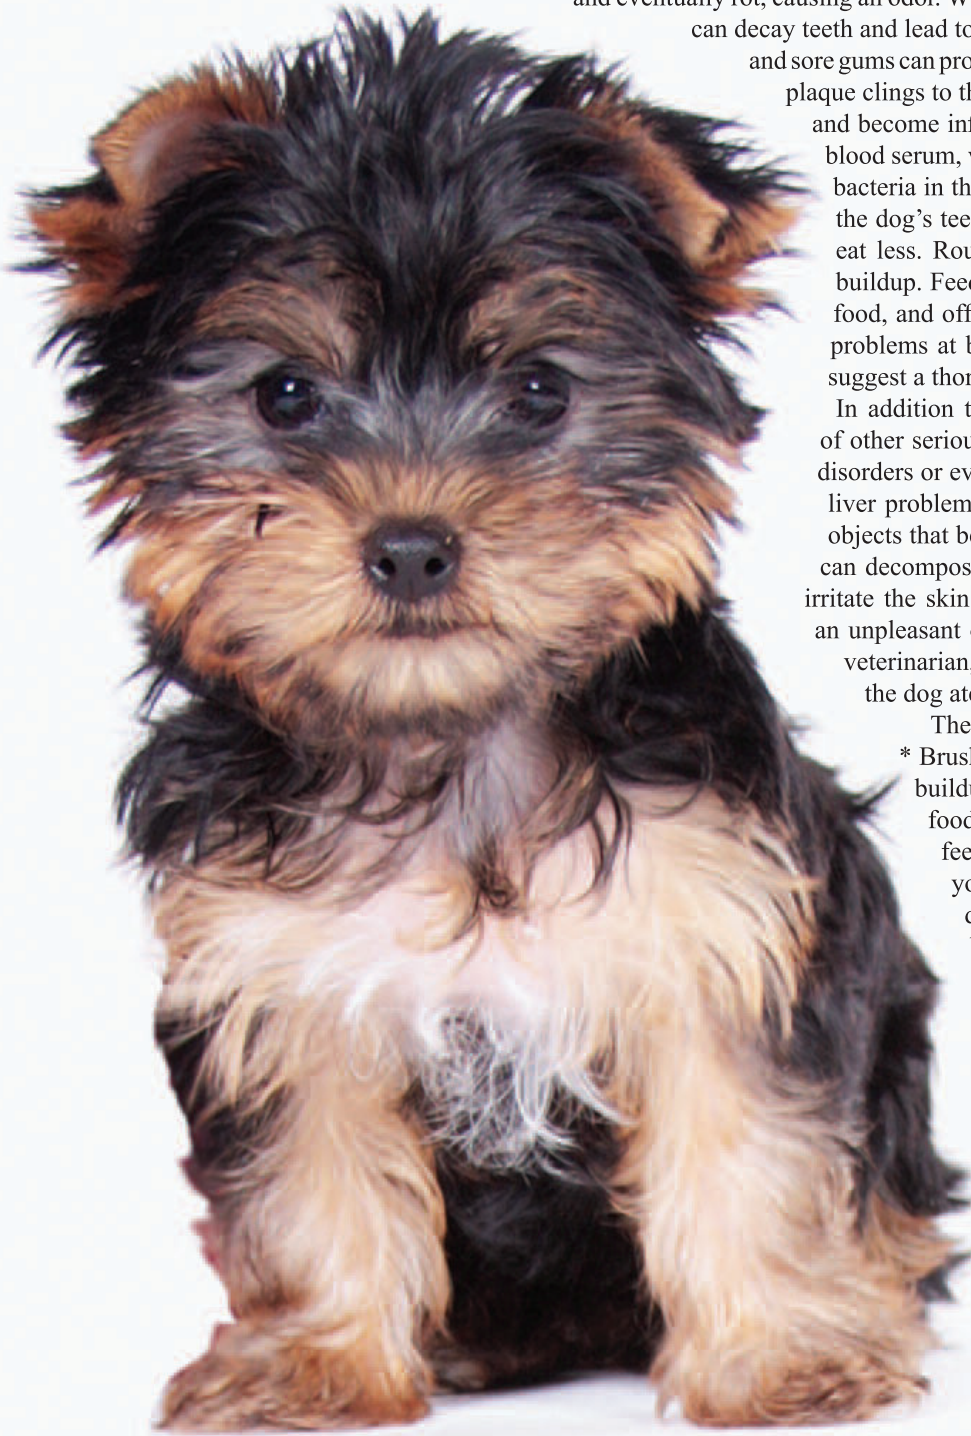 and eventually rot, causing an odor. W
can decay teeth and lead to
and sore gums can pro
plaque clings to th
and become inf
blood serum, w
bacteria in th
the dog’s tee
eat less. Rou
buildup. Feed
food, and off
problems at b
suggest a thor
In addition t
of other seriou
disorders or ev
liver problem
objects that be
can decompos
irritate the skin
an unpleasant
veterinarian.
the dog ate
The
* Brush
buildu
food
fee
yo